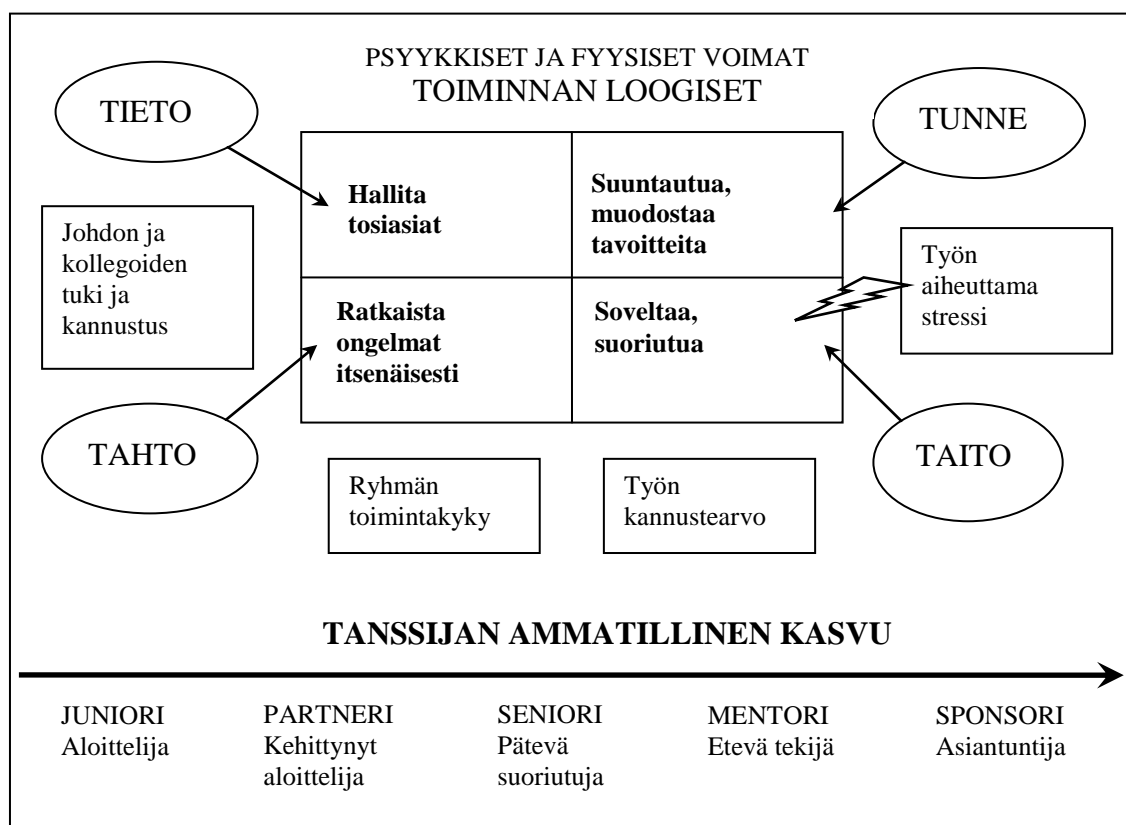 PSYYKKISET JA FYYSISET VOIMAT
TOIMINNAN LOOGISET
TIETO
TUNNE
Hallita
tosiasiat
Suuntautua,
muodostaa
tavoitteita
Johdon ja
kollegoiden
tuki ja
kannustus
Työn
aiheuttama
stressi
Ratkaista
ongelmat
itsenäisesti
Soveltaa,
suoriutua
TAHTO
TAITO
Ryhmän
toimintakyky
Työn
kannustearvo
TANSSIJAN AMMATILLINEN KASVU
JUNIORI
Aloittelija
PARTNERI
Kehittynyt
aloittelija
SENIORI
Pätevä
suoriutuja
MENTORI
Etevä tekijä
SPONSORI
Asiantuntija